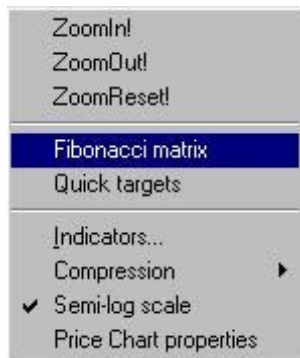 ZoomIn!
ZoomOut!
ZoomReset!
Fibonacci matrix
Quick targets
Indicators...
Compression
Semi-log scale
Price Chart properties